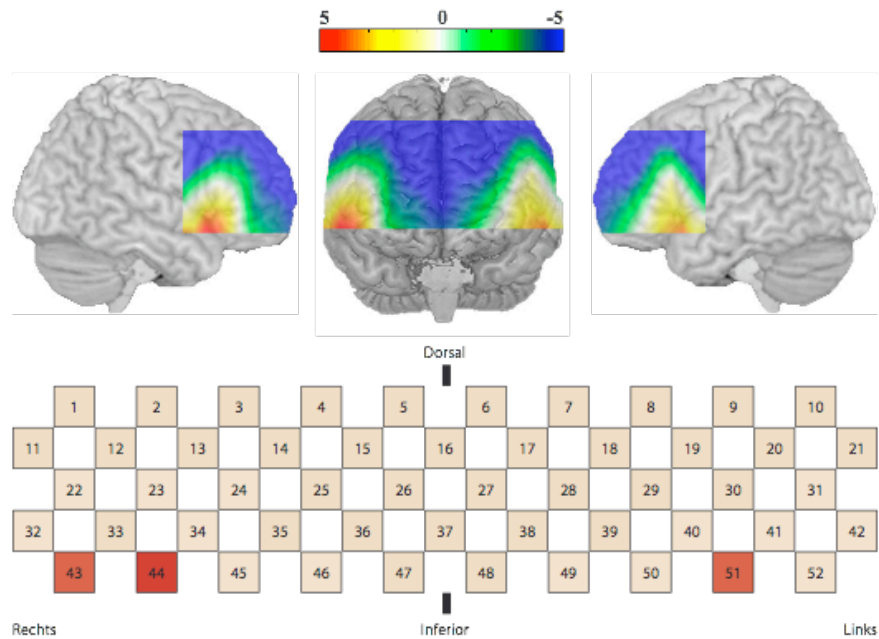 5 0 -5
Dorsal
1 2 3 4 5 6 7 8 9 10
11 12 13 14 15 16 17 18 19 20 21
22 23 24 25 26 27 28 29 30 31
32 33 34 35 36 37 38 39 40 41 42
43 44 45 46 47 48 49 50 51 52
Rechts Inferior Links